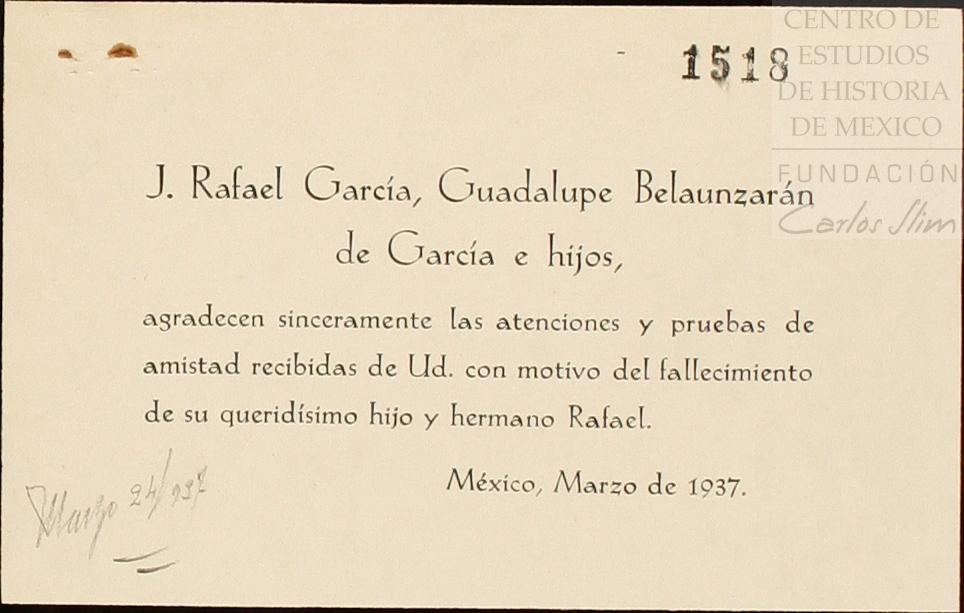 1518
CENTRO DE
ESTUDIOS
DE HISTORIA
DE MEXICO
FUNDACIÓN
Carlos Slim
J. Rafael García, Guadalupe Belaunzarán
de García e hijos,
agradecen sinceramente las atenciones y pruebas de
amistad recibidas de Ud. con motivo del fallecimiento
de su queridísimo hijo y hermano Rafael.
México, Marzo de 1937.
Marzo 24/937